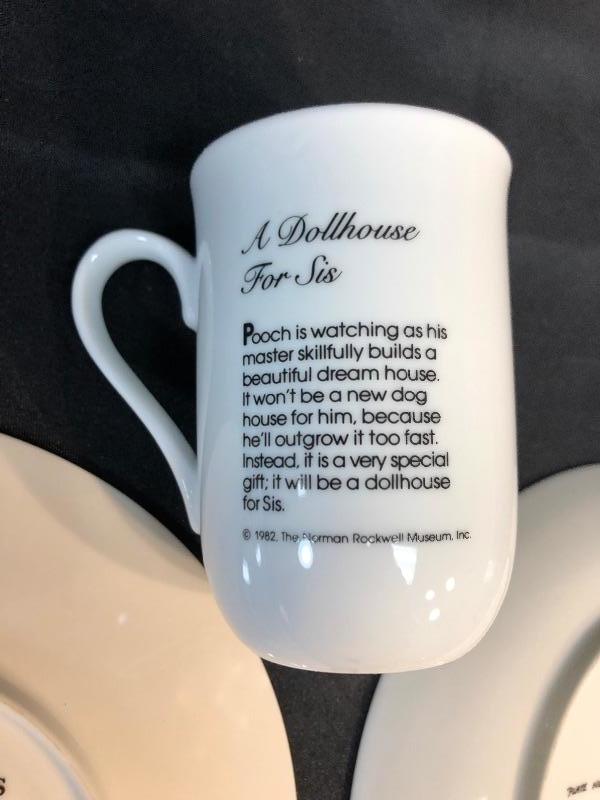 A Dollhouse
For Sis
Pooch is watching as his
master skillfully builds a
beautiful dream house.
It won't be a new dog
house for him, because
he'll outgrow it too fast.
Instead, it is a very special
gift; it will be a dollhouse
for Sis.
© 1982, The Norman Rockwell Museum, Inc.